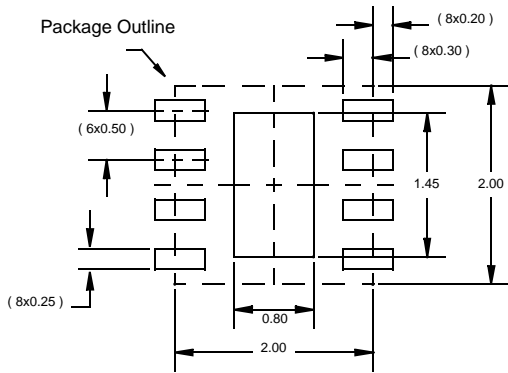 ( 8x0.20 )
Package Outline
( 8x0.30 )
( 6x0.50 )
1.45
2.00
( 8x0.25 )
0.80
2.00